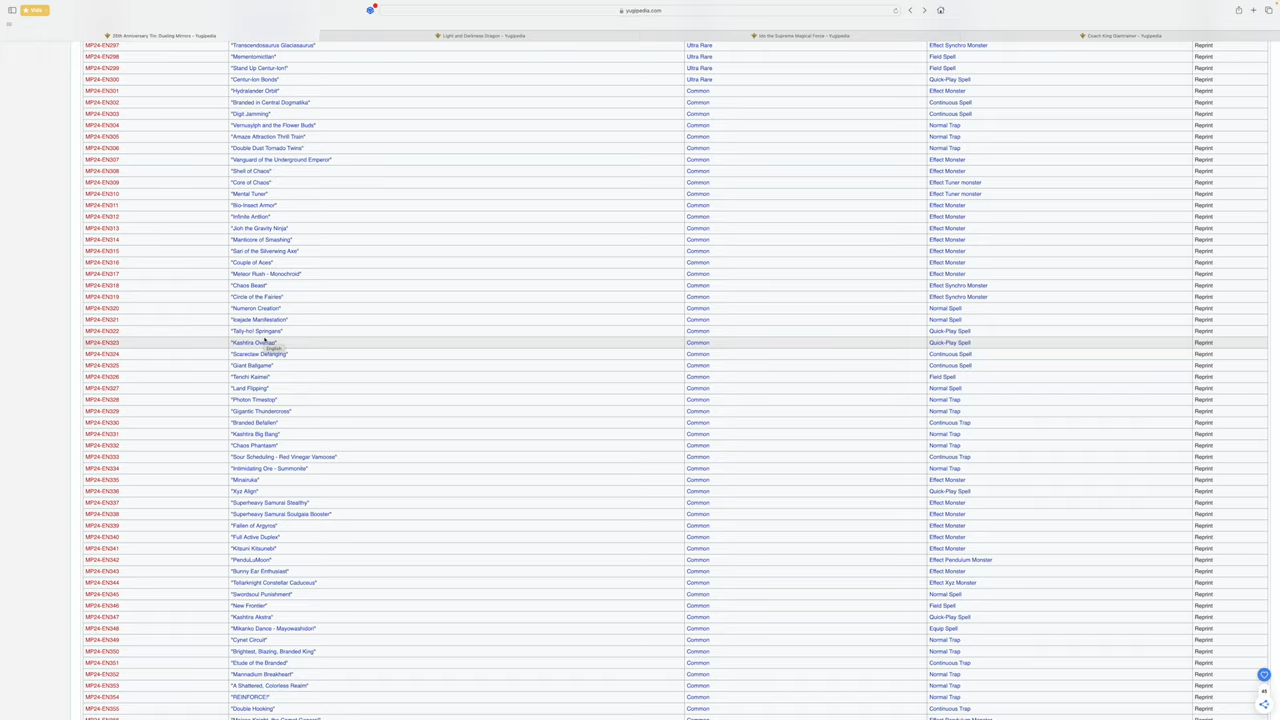 Vids
yugipedia.com
25th Anniversary Tin: Dueling Mirrors - Yugipedia
Light and Darkness Dragon - Yugipedia
Ido the Supreme Magical Force - Yugipedia
Coach King Giantrainer - Yugipedia
MP24-EN297 "Transcendosaurus Glaciasaurus" Ultra Rare Effect Synchro Monster Reprint
MP24-EN298 "Mementomictlan" Ultra Rare Field Spell Reprint
MP24-EN299 "Stand Up Centur-Ion!" Ultra Rare Field Spell Reprint
MP24-EN300 "Centur-Ion Bonds" Ultra Rare Quick-Play Spell Reprint
MP24-EN301 "Hydralander Orbit" Common Effect Monster Reprint
MP24-EN302 "Branded in Central Dogmatika" Common Continuous Spell Reprint
MP24-EN303 "Digit Jamming" Common Continuous Spell Reprint
MP24-EN304 "Vernusylph and the Flower Buds" Common Normal Trap Reprint
MP24-EN305 "Amaze Attraction Thrill Train" Common Normal Trap Reprint
MP24-EN306 "Double Dust Tornado Twins" Common Normal Trap Reprint
MP24-EN307 "Vanguard of the Underground Emperor" Common Effect Monster Reprint
MP24-EN308 "Shell of Chaos" Common Effect Monster Reprint
MP24-EN309 "Core of Chaos" Common Effect Tuner monster Reprint
MP24-EN310 "Mental Tuner" Common Effect Tuner monster Reprint
MP24-EN311 "Bio-Insect Armor" Common Effect Monster Reprint
MP24-EN312 "Infinite Antlion" Common Effect Monster Reprint
MP24-EN313 "Jioh the Gravity Ninja" Common Effect Monster Reprint
MP24-EN314 "Manticore of Smashing" Common Effect Monster Reprint
MP24-EN315 "Sari of the Silverwing Axe" Common Effect Monster Reprint
MP24-EN316 "Couple of Aces" Common Effect Monster Reprint
MP24-EN317 "Meteor Rush - Monochroid" Common Effect Monster Reprint
MP24-EN318 "Chaos Beast" Common Effect Synchro Monster Reprint
MP24-EN319 "Circle of the Fairies" Common Effect Synchro Monster Reprint
MP24-EN320 "Numeron Creation" Common Normal Spell Reprint
MP24-EN321 "Icejade Manifestation" Common Normal Spell Reprint
MP24-EN322 "Tally-ho! Springans" Common Quick-Play Spell Reprint
MP24-EN323 "Kashtira Overlap" Common Quick-Play Spell Reprint
English
MP24-EN324 "Scareclaw Defanging" Common Continuous Spell Reprint
MP24-EN325 "Giant Ballgame" Common Continuous Spell Reprint
MP24-EN326 "Tenchi Kaimei" Common Field Spell Reprint
MP24-EN327 "Land Flipping" Common Normal Spell Reprint
MP24-EN328 "Photon Timestop" Common Normal Trap Reprint
MP24-EN329 "Gigantic Thundercross" Common Normal Trap Reprint
MP24-EN330 "Branded Befallen" Common Continuous Trap Reprint
MP24-EN331 "Kashtira Big Bang" Common Normal Trap Reprint
MP24-EN332 "Chaos Phantasm" Common Normal Trap Reprint
MP24-EN333 "Sour Scheduling - Red Vinegar Vamoose" Common Continuous Trap Reprint
MP24-EN334 "Intimidating Ore - Summonite" Common Normal Trap Reprint
MP24-EN335 "Minairuka" Common Effect Monster Reprint
MP24-EN336 "Xyz Align" Common Quick-Play Spell Reprint
MP24-EN337 "Superheavy Samurai Stealthy" Common Effect Monster Reprint
MP24-EN338 "Superheavy Samurai Soulgaia Booster" Common Effect Monster Reprint
MP24-EN339 "Fallen of Argyros" Common Effect Monster Reprint
MP24-EN340 "Full Active Duplex" Common Effect Monster Reprint
MP24-EN341 "Kitsuni Kitsunebi" Common Effect Monster Reprint
MP24-EN342 "PenduLuMoon" Common Effect Pendulum Monster Reprint
MP24-EN343 "Bunny Ear Enthusiast" Common Effect Monster Reprint
MP24-EN344 "Tellarknight Constellar Caduceus" Common Effect Xyz Monster Reprint
MP24-EN345 "Swordsoul Punishment" Common Normal Spell Reprint
MP24-EN346 "New Frontier" Common Field Spell Reprint
MP24-EN347 "Kashtira Akstra" Common Quick-Play Spell Reprint
MP24-EN348 "Mikanko Dance - Mayowashidori" Common Equip Spell Reprint
MP24-EN349 "Cynet Circuit" Common Normal Trap Reprint
MP24-EN350 "Brightest, Blazing, Branded King" Common Normal Trap Reprint
MP24-EN351 "Etude of the Branded" Common Continuous Trap Reprint
MP24-EN352 "Mannadium Breakheart" Common Normal Trap Reprint
MP24-EN353 "A Shattered, Colorless Realm" Common Normal Trap Reprint
MP24-EN354 "REINFORCE!" Common Normal Trap Reprint
MP24-EN355 "Double Hooking" Common Continuous Trap Reprint